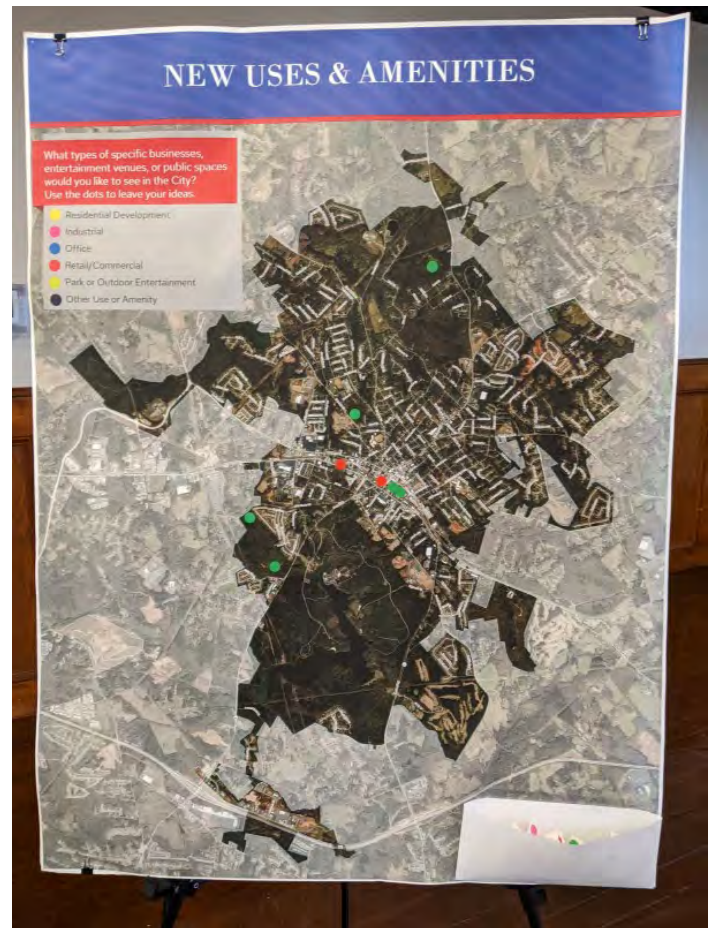 NEW USES & AMENITIES
What types of specific businesses,
entertainment venues, or public spaces
would you like to see in the City?
Use the dots to leave your ideas.
Residential Development
Industrial
Office
Retail/Commercial
Park or Outdoor Entertainment
Other Use or Amenity